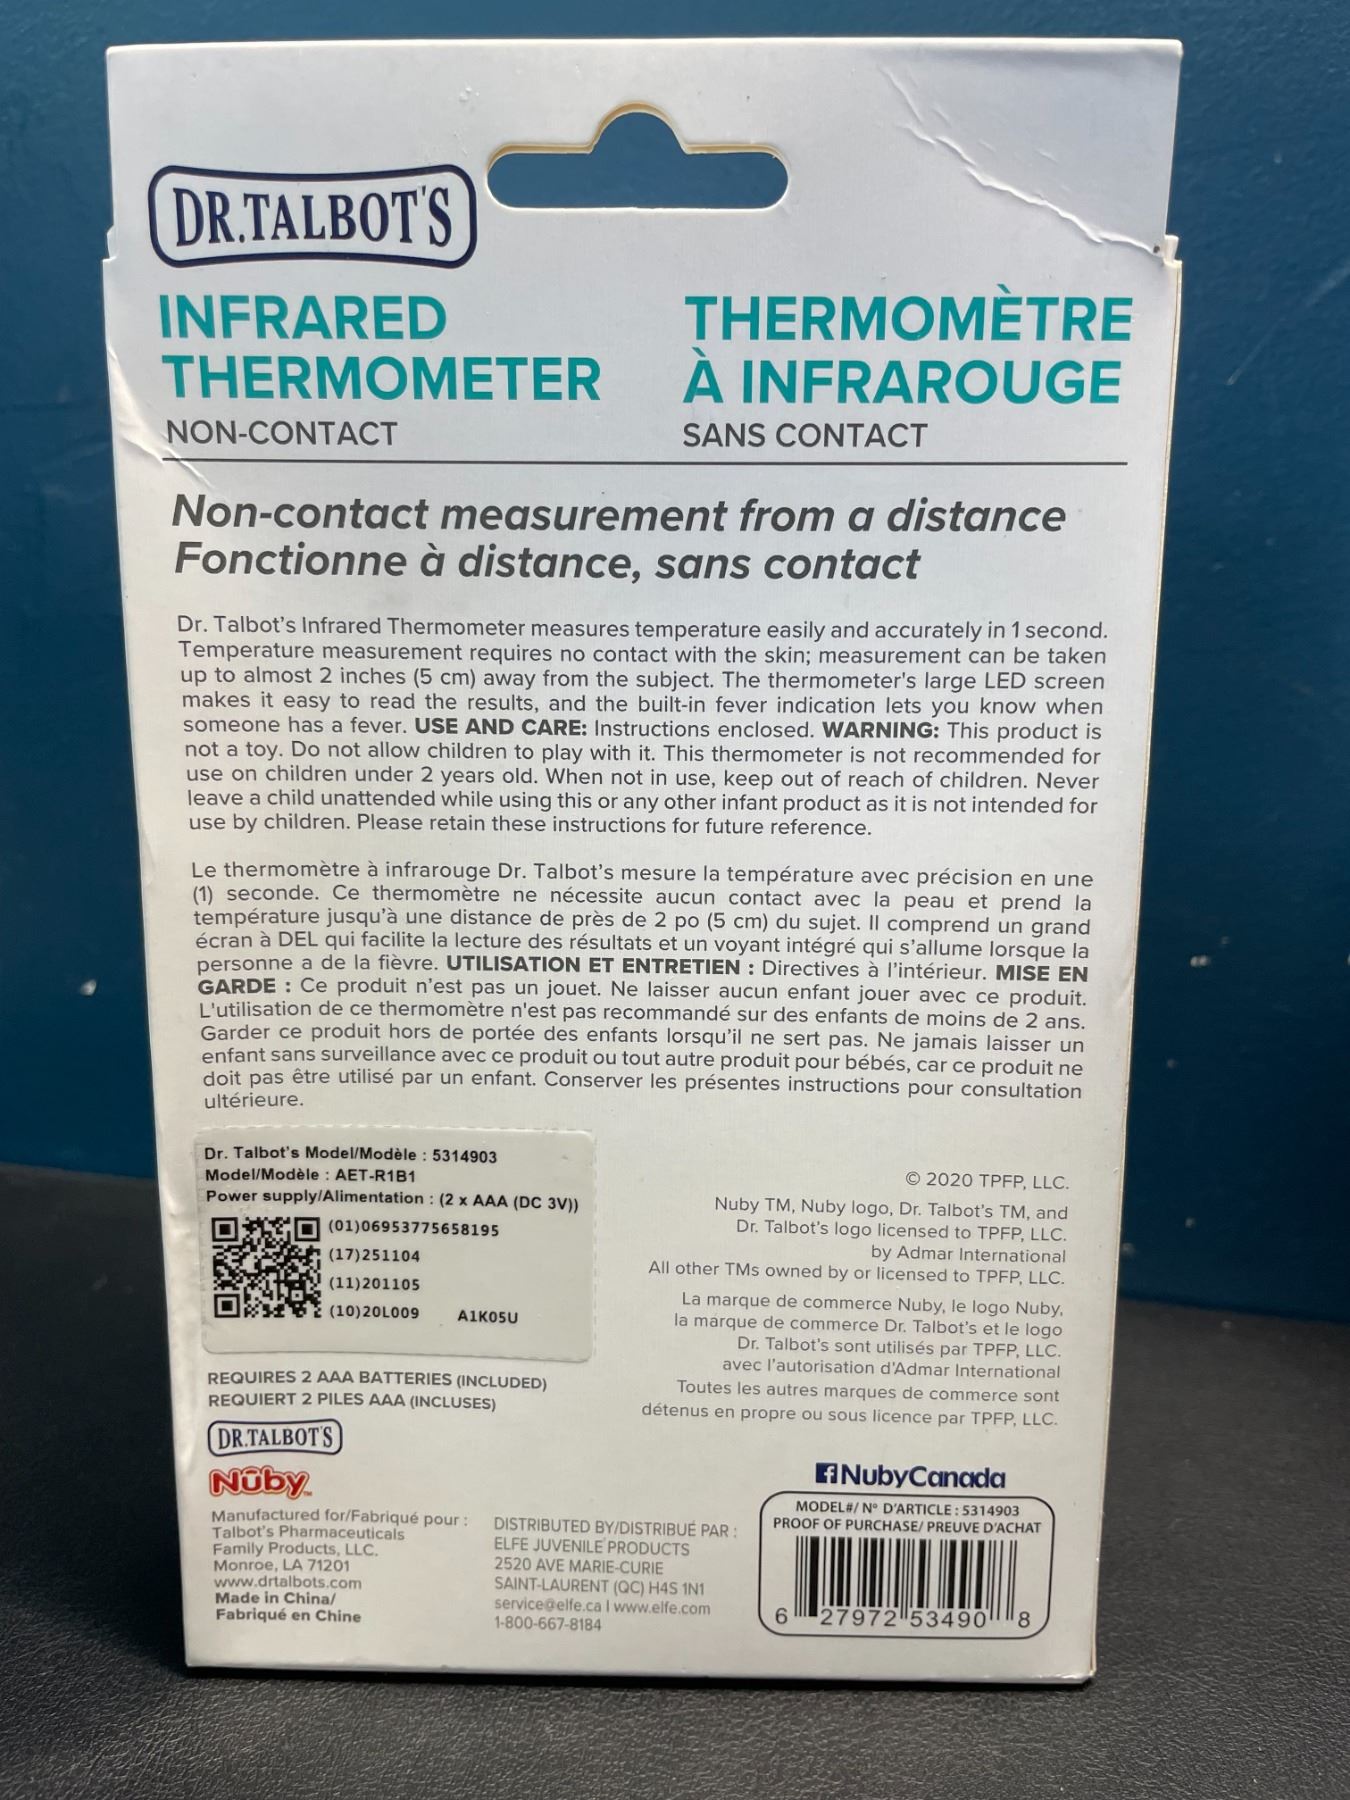 DR.TALBOT'S
INFRARED
THERMOMETER
NON-CONTACT
THERMOMÈTRE
À INFRAROUGE
SANS CONTACT
Non-contact measurement from a distance
Fonctionne à distance, sans contact
Dr. Talbot's Infrared Thermometer measures temperature easily and accurately in 1 second.
Temperature measurement requires no contact with the skin; measurement can be taken
up to almost 2 inches (5 cm) away from the subject. The thermometer's large LED screen
makes it easy to read the results, and the built-in fever indication lets you know when
someone has a fever. USE AND CARE: Instructions enclosed. WARNING: This product is
not a toy. Do not allow children to play with it. This thermometer is not recommended for
use on children under 2 years old. When not in use, keep out of reach of children. Never
leave a child unattended while using this or any other infant product as it is not intended for
use by children. Please retain these instructions for future reference.
Le thermomètre à infrarouge Dr. Talbot's mesure la température avec précision en une
(1) seconde. Ce thermomètre ne nécessite aucun contact avec la peau et prend la
température jusqu'à une distance de près de 2 po (5 cm) du sujet. Il comprend un grand
écran à DEL qui facilite la lecture des résultats et un voyant intégré qui s'allume lorsque la
personne a de la fièvre. UTILISATION ET ENTRETIEN : Directives à l'intérieur. MISE EN
GARDE : Ce produit n'est pas un jouet. Ne laisser aucun enfant jouer avec ce produit.
L'utilisation de ce thermomètre n'est pas recommandé sur des enfants de moins de 2 ans.
Garder ce produit hors de portée des enfants lorsqu'il ne sert pas. Ne jamais laisser un
enfant sans surveillance avec ce produit ou tout autre produit pour bébés, car ce produit ne
doit pas être utilisé par un enfant. Conserver les présentes instructions pour consultation
ultérieure.
Dr. Talbot's Model/Modèle : 5314903
Model/Modèle : AET-R1B1
Power supply/Alimentation : (2 x AAA (DC 3V))
(01)06953775658195
(17)251104
(11)201105
(10)20L009 A1K05U
REQUIRES 2 AAA BATTERIES (INCLUDED)
REQUIERT 2 PILES AAA (INCLUSES)
DR.TALBOT'S
Nûby™
Manufactured for/Fabriqué pour :
Talbot's Pharmaceuticals
Family Products, LLC.
Monroe, LA 71201
www.drtalbots.com
Made in China/
Fabriqué en Chine
DISTRIBUTED BY/DISTRIBUÉ PAR :
ELFE JUVENILE PRODUCTS
2520 AVE MARIE-CURIE
SAINT-LAURENT (QC) H4S 1N1
service@elfe.ca | www.elfe.com
1-800-667-8184
© 2020 TPFP, LLC.
Nuby TM, Nuby logo, Dr. Talbot's TM, and
Dr. Talbot's logo licensed to TPFP, LLC.
by Admar International
All other TMs owned by or licensed to TPFP, LLC.
La marque de commerce Nuby, le logo Nuby,
la marque de commerce Dr. Talbot's et le logo
Dr. Talbot's sont utilisés par TPFP, LLC.
avec l'autorisation d'Admar International
Toutes les autres marques de commerce sont
détenus en propre ou sous licence par TPFP, LLC.
f NubyCanada
MODEL#/ N° D'ARTICLE : 5314903
PROOF OF PURCHASE/ PREUVE D'ACHAT
6 27972 53490 8